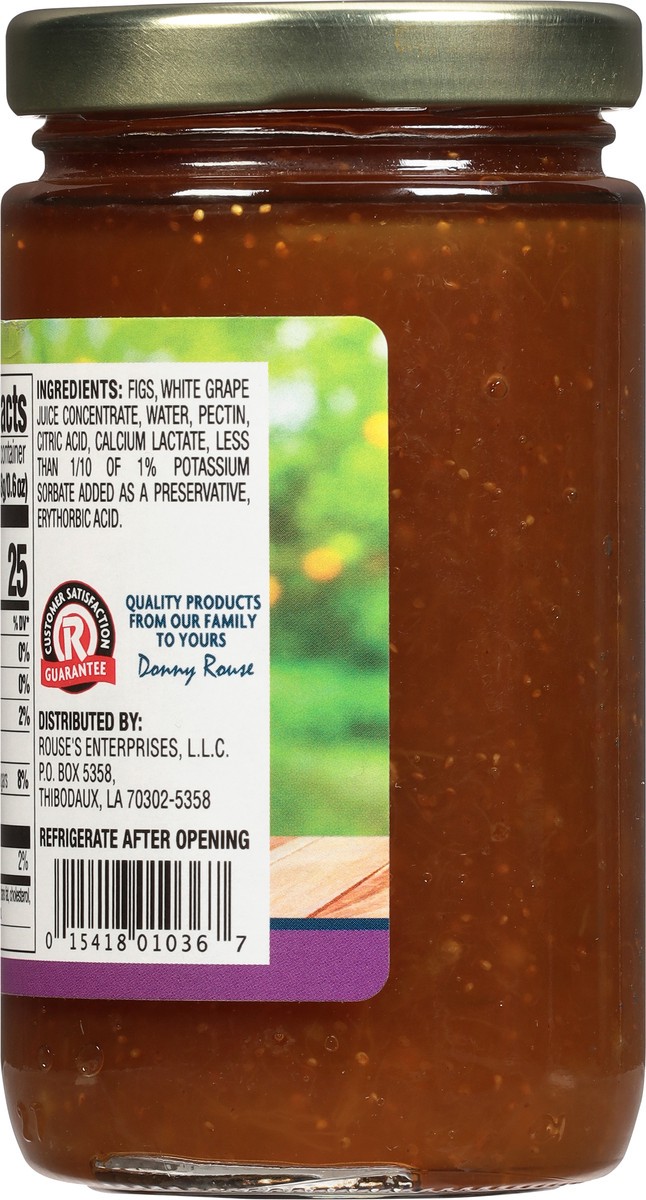 acts
25
% DV*
0%
0%
2%
8%
2%
INGREDIENTS: FIGS, WHITE GRAPE
JUICE CONCENTRATE, WATER, PECTIN,
CITRIC ACID, CALCIUM LACTATE, LESS
THAN 1/10 OF 1% POTASSIUM
SORBATE ADDED AS A PRESERVATIVE,
ERYTHORBIC ACID.
CUSTOMER SATISFACTION
R
GUARANTEE
QUALITY PRODUCTS
FROM OUR FAMILY
TO YOURS
Donny Rouse
DISTRIBUTED BY:
ROUSE'S ENTERPRISES, L.L.C.
P.O. BOX 5358,
THIBODAUX, LA 70302-5358
REFRIGERATE AFTER OPENING
0 15418 01036 7